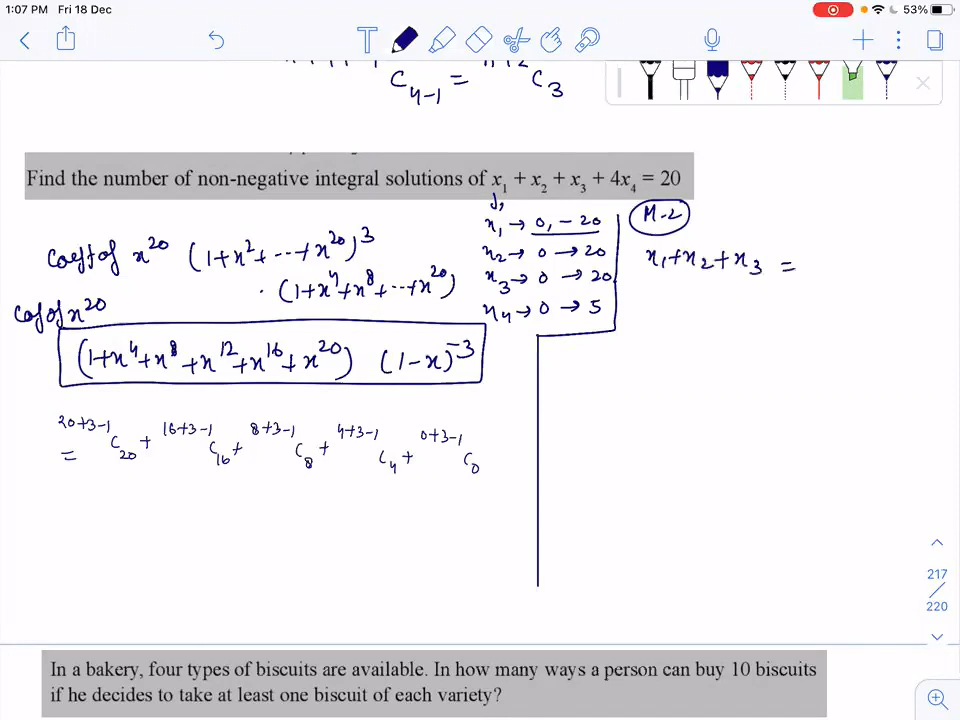 1:07 PM Fri 18 Dec 53%
C₄₋₁ = ⁿ⁺²C₃
Find the number of non-negative integral solutions of x₁ + x₂ + x₃ + 4x₄ = 20
x₁ → 0, – 20
x₂ → 0 → 20
x₃ → 0 → 20
x₄ → 0 → 5
M-2
x₁+x₂+x₃ =
coefft of x²⁰ (1+x²+ ... +x²⁰)³
· (1+x⁴+x⁸+ ... +x²⁰)
Cof of x²⁰
(1+x⁴+x⁸+x¹²+x¹⁶+x²⁰) (1-x)⁻³
= ²⁰⁺³⁻¹C₂₀ + ¹⁶⁺³⁻¹C₁₆ + ⁸⁺³⁻¹C₈ + ⁴⁺³⁻¹C₄ + ⁰⁺³⁻¹C₀
217
/
220
In a bakery, four types of biscuits are available. In how many ways a person can buy 10 biscuits
if he decides to take at least one biscuit of each variety?